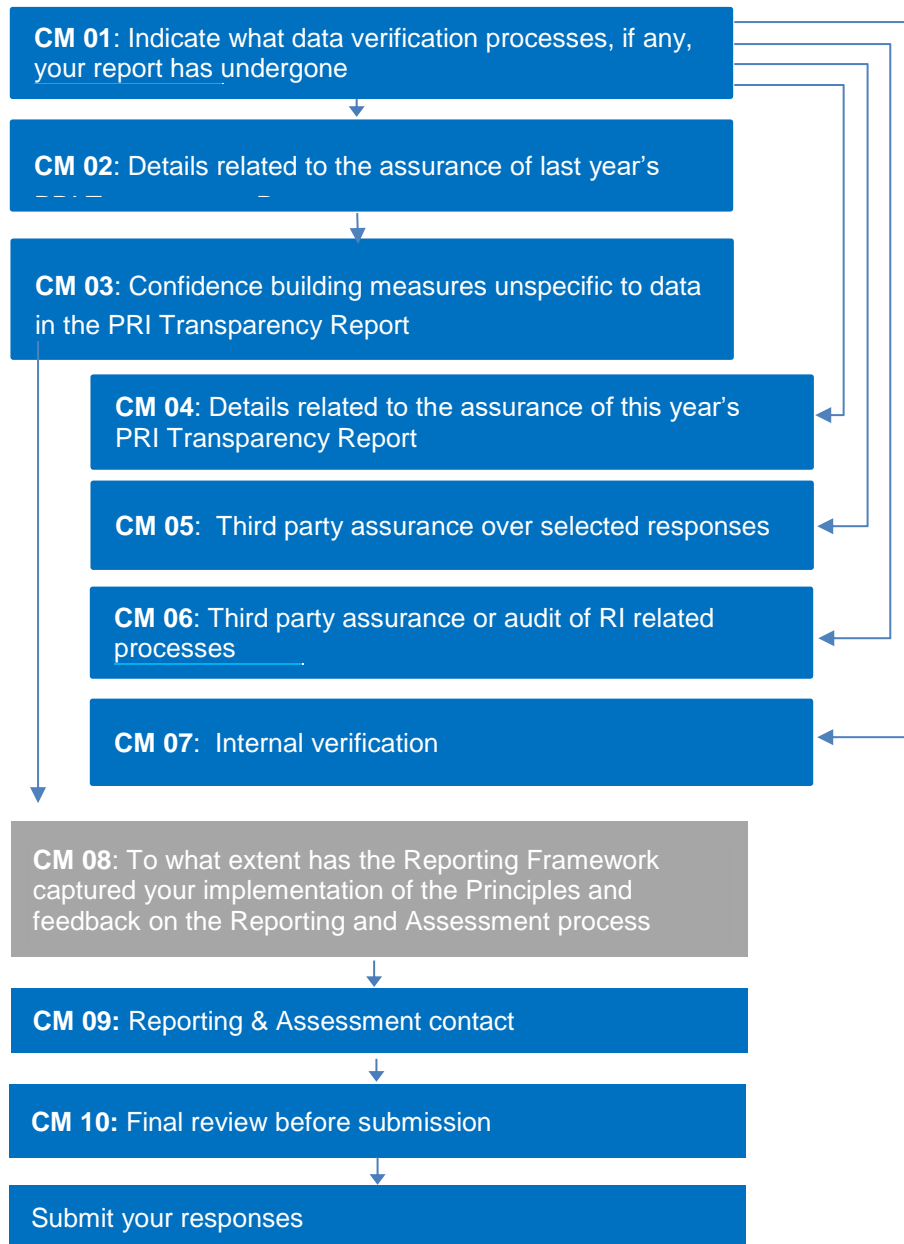 CM 01: Indicate what data verification processes, if any,
your report has undergone
CM 02: Details related to the assurance of last year's
CM 03: Confidence building measures unspecific to data
in the PRI Transparency Report
CM 04: Details related to the assurance of this year's
PRI Transparency Report
CM 05: Third party assurance over selected responses
CM 06: Third party assurance or audit of RI related
processes
CM 07: Internal verification
CM 08: To what extent has the Reporting Framework
captured your implementation of the Principles and
feedback on the Reporting and Assessment process
CM 09: Reporting & Assessment contact
CM 10: Final review before submission
Submit your responses